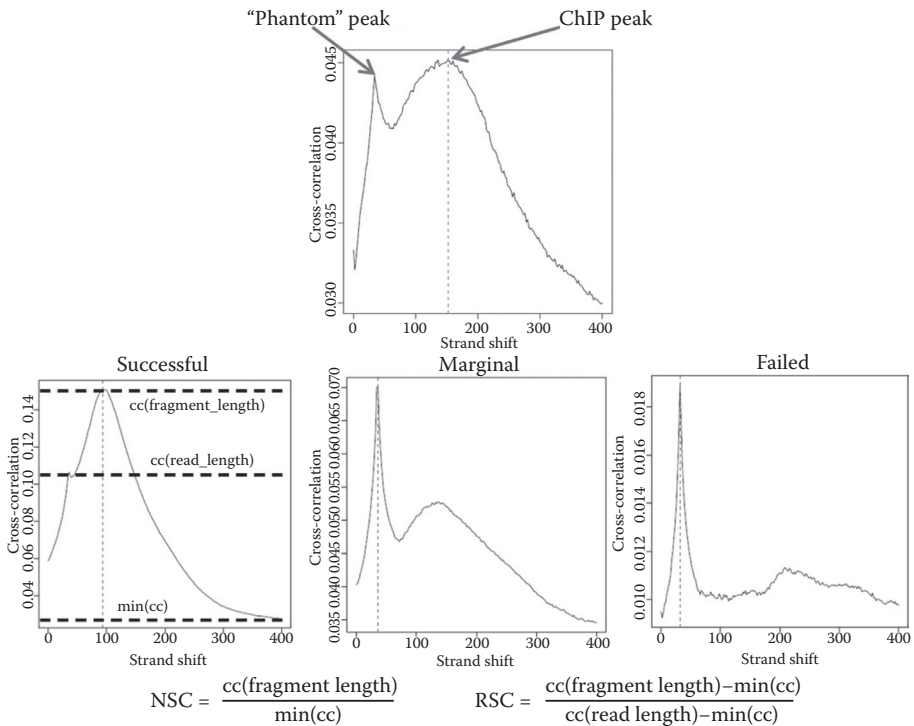 “Phantom” peak
ChIP peak
Cross-correlation
0.045
0.040
0.035
0.030
0 100 200 300 400
Strand shift
Successful
Cross-correlation
0.14
0.12
0.10
0.08
0.06
0.04
cc(fragment_length)
cc(read_length)
min(cc)
0 100 200 300 400
Strand shift
Marginal
Cross-correlation
0.070
0.065
0.060
0.055
0.050
0.045
0.040
0.035
0 100 200 300 400
Strand shift
Failed
Cross-correlation
0.018
0.016
0.014
0.012
0.010
0 100 200 300 400
Strand shift
NSC = cc(fragment length) / min(cc)
RSC = cc(fragment length)–min(cc) / cc(read length)–min(cc)